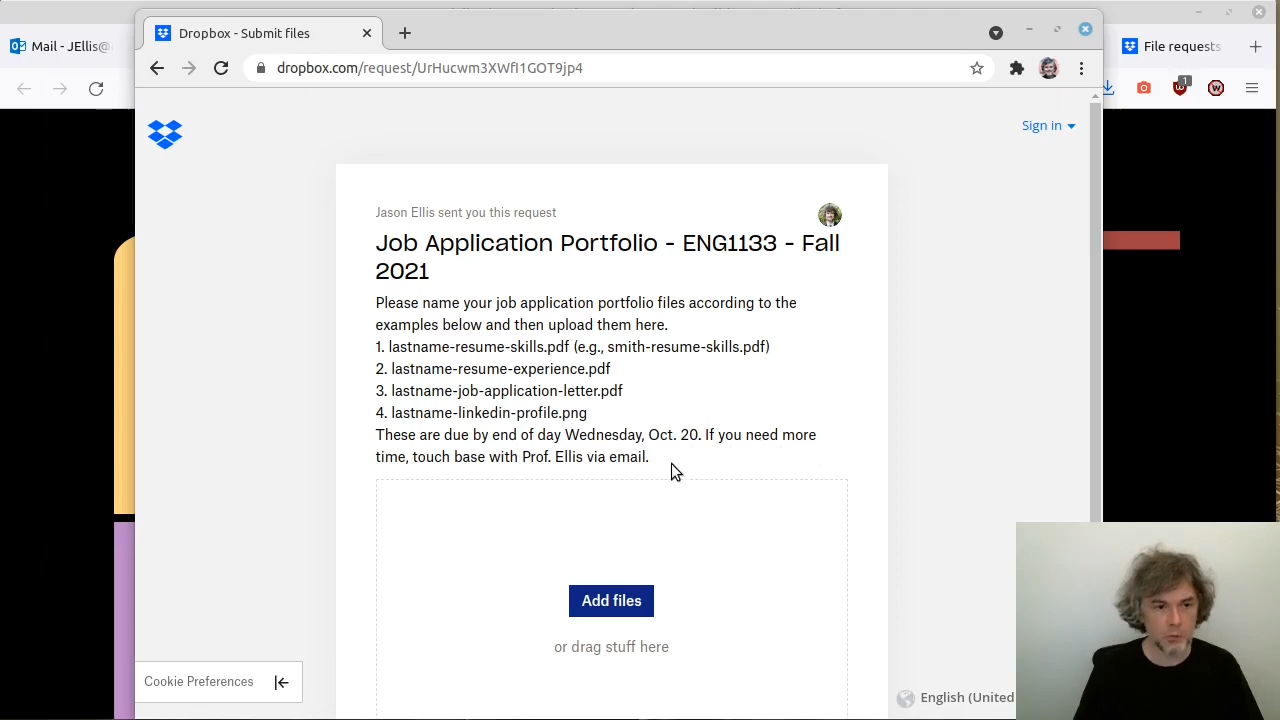 Dropbox - Submit files
Mail - JEllis@
File requests
dropbox.com/request/UrHucwm3XWfI1GOT9jp4
1
Sign in
Jason Ellis sent you this request
Job Application Portfolio - ENG1133 - Fall
2021
Please name your job application portfolio files according to the
examples below and then upload them here.
1. lastname-resume-skills.pdf (e.g., smith-resume-skills.pdf)
2. lastname-resume-experience.pdf
3. lastname-job-application-letter.pdf
4. lastname-linkedin-profile.png
These are due by end of day Wednesday, Oct. 20. If you need more
time, touch base with Prof. Ellis via email.
Add files
or drag stuff here
Cookie Preferences
English (United